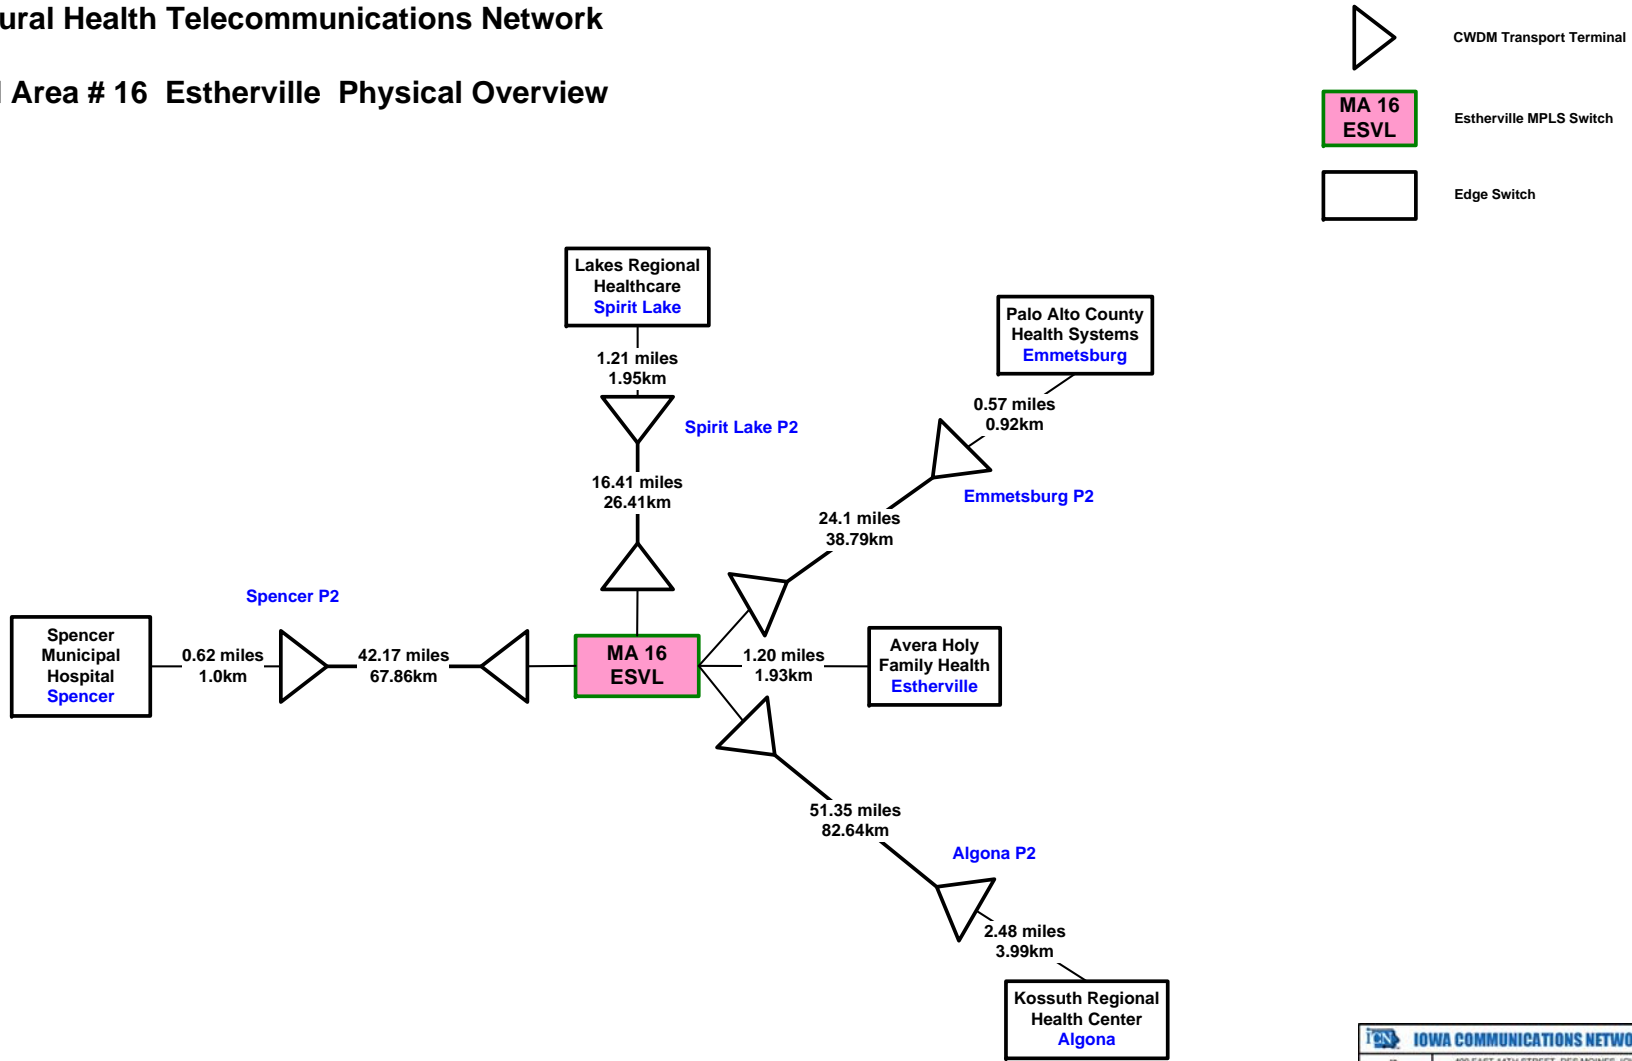 ural Health Telecommunications Network
Area # 16 Estherville Physical Overview
CWDM Transport Terminal
MA 16
ESVL
Estherville MPLS Switch
Edge Switch
Lakes Regional
Healthcare
Spirit Lake
1.21 miles
1.95km
Spirit Lake P2
16.41 miles
26.41km
Palo Alto County
Health Systems
Emmetsburg
0.57 miles
0.92km
Emmetsburg P2
24.1 miles
38.79km
Spencer P2
Spencer
Municipal
Hospital
Spencer
0.62 miles
1.0km
42.17 miles
67.86km
MA 16
ESVL
1.20 miles
1.93km
Avera Holy
Family Health
Estherville
51.35 miles
82.64km
Algona P2
2.48 miles
3.99km
Kossuth Regional
Health Center
Algona
ICN IOWA COMMUNICATIONS NETWO